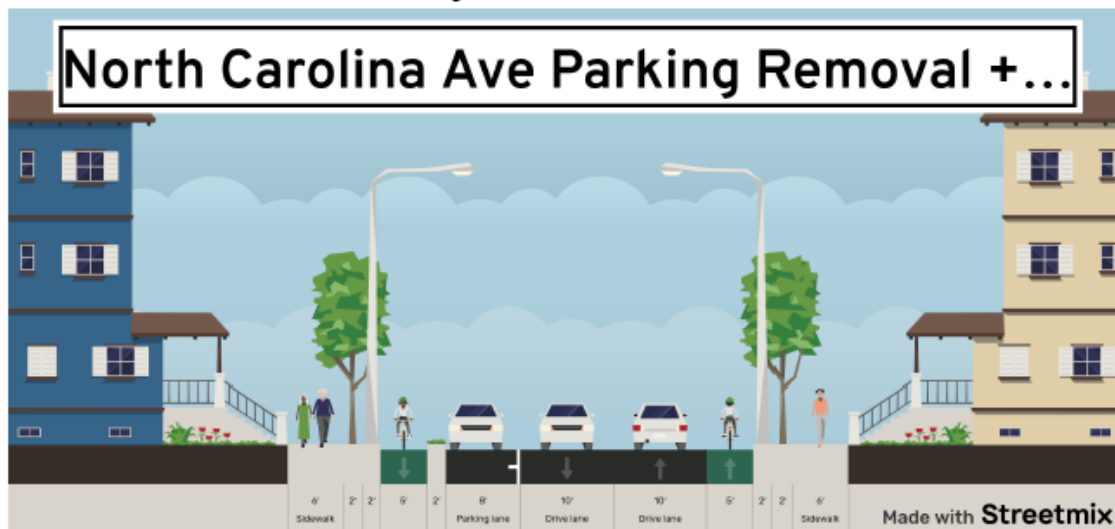 North Carolina Ave Parking Removal +...
6' 2' 2' 5' 2' 8' 10' 10' 5' 2' 2' 6'
Sidewalk Parking lane Drive lane Drive lane Sidewalk
Made with Streetmix